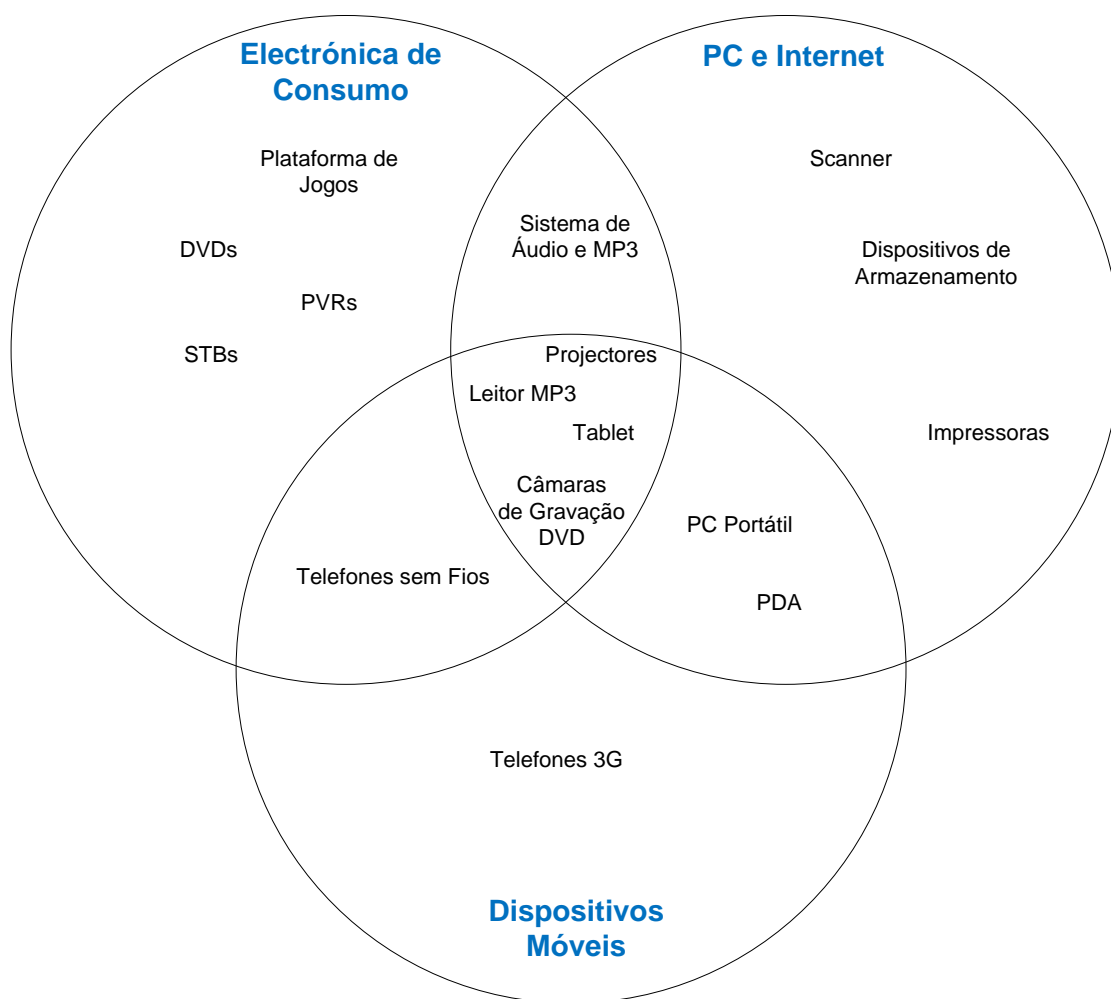 Electrónica de
Consumo
PC e Internet
Plataforma de
Jogos
Scanner
Sistema de
Áudio e MP3
DVDs
Dispositivos de
Armazenamento
PVRs
STBs
Projectores
Leitor MP3
Tablet
Impressoras
Câmaras
de Gravação
DVD
PC Portátil
Telefones sem Fios
PDA
Telefones 3G
Dispositivos
Móveis